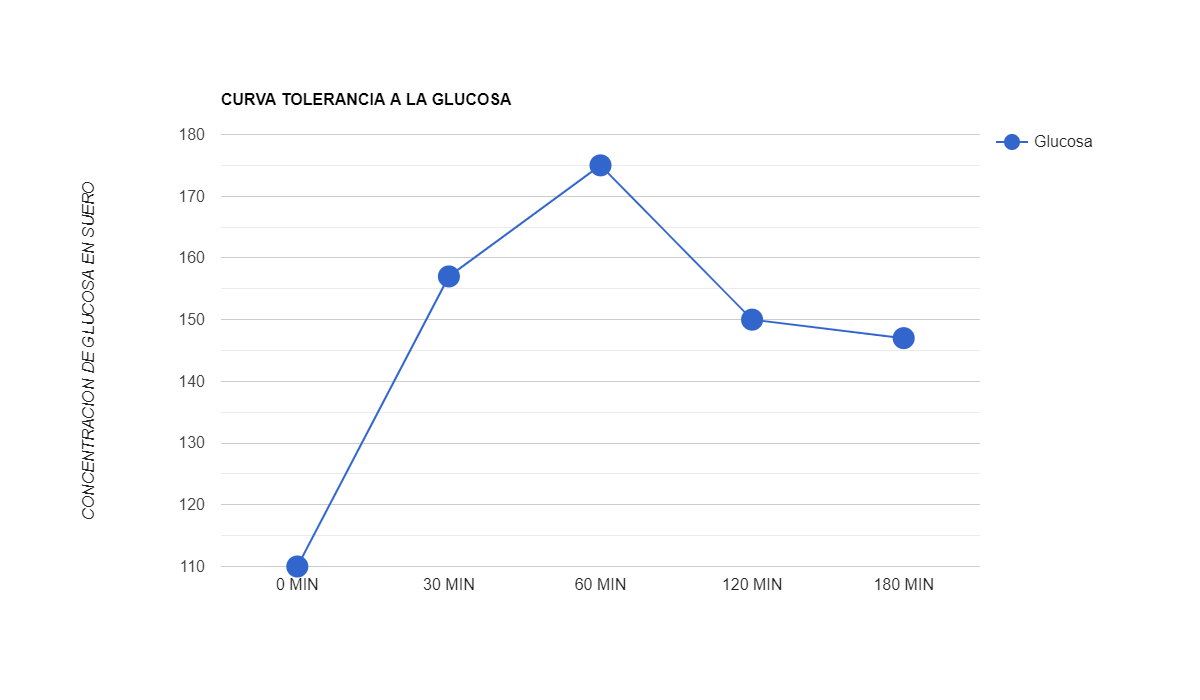 CURVA TOLERANCIA A LA GLUCOSA
Glucosa
CONCENTRACION DE GLUCOSA EN SUERO
180
170
160
150
140
130
120
110
0 MIN
30 MIN
60 MIN
120 MIN
180 MIN